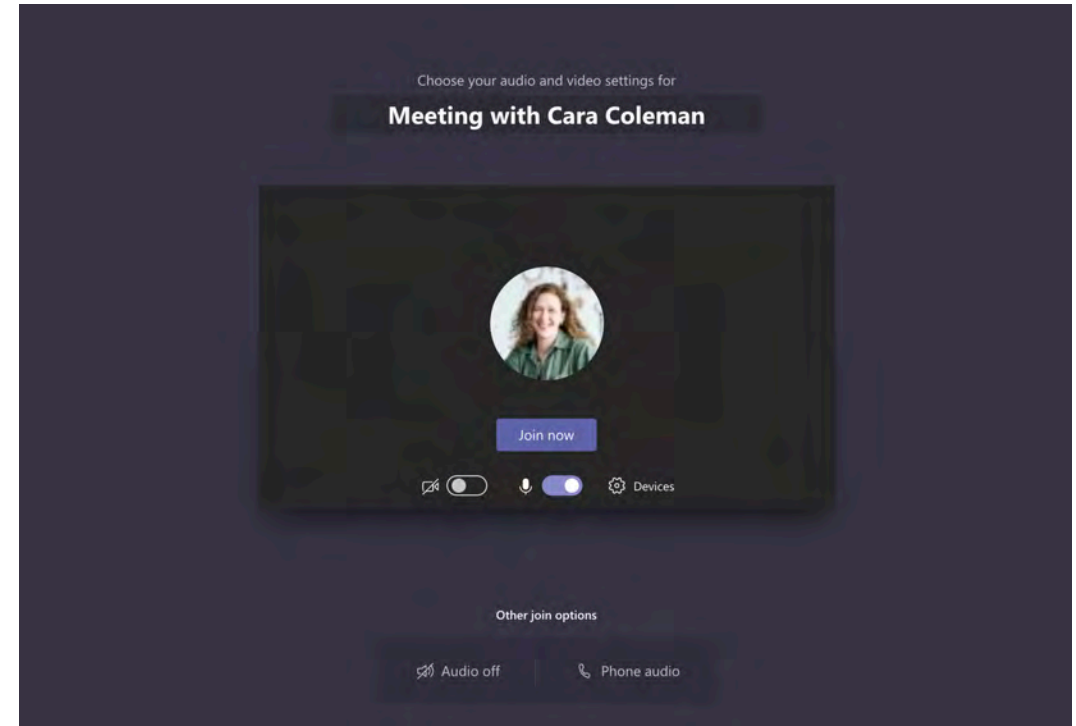 Choose your audio and video settings for
Meeting with Cara Coleman
Join now
Devices
Other join options
Audio off
Phone audio